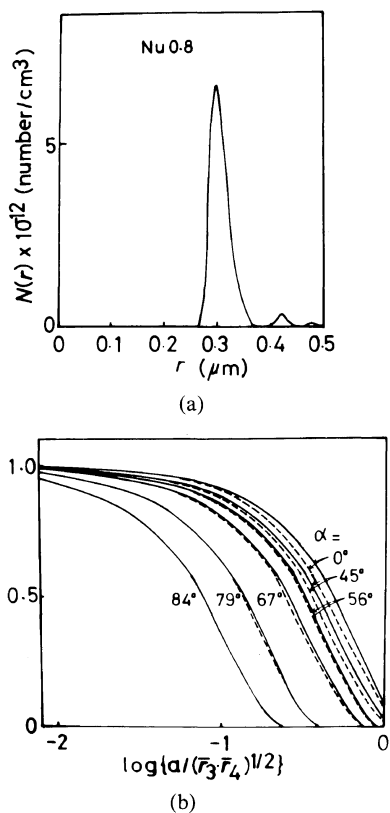 Nu 0.8
N(r) x 10^12 (number/cm³)
5
0
0 0.1 0.2 0.3 0.4 0.5
r (μm)
(a)
1.0
0.5
0
α =
0°
45°
56°
84° 79° 67°
-2 -1 0
log{a/(r̄₃·r̄₄)^1/2}
(b)